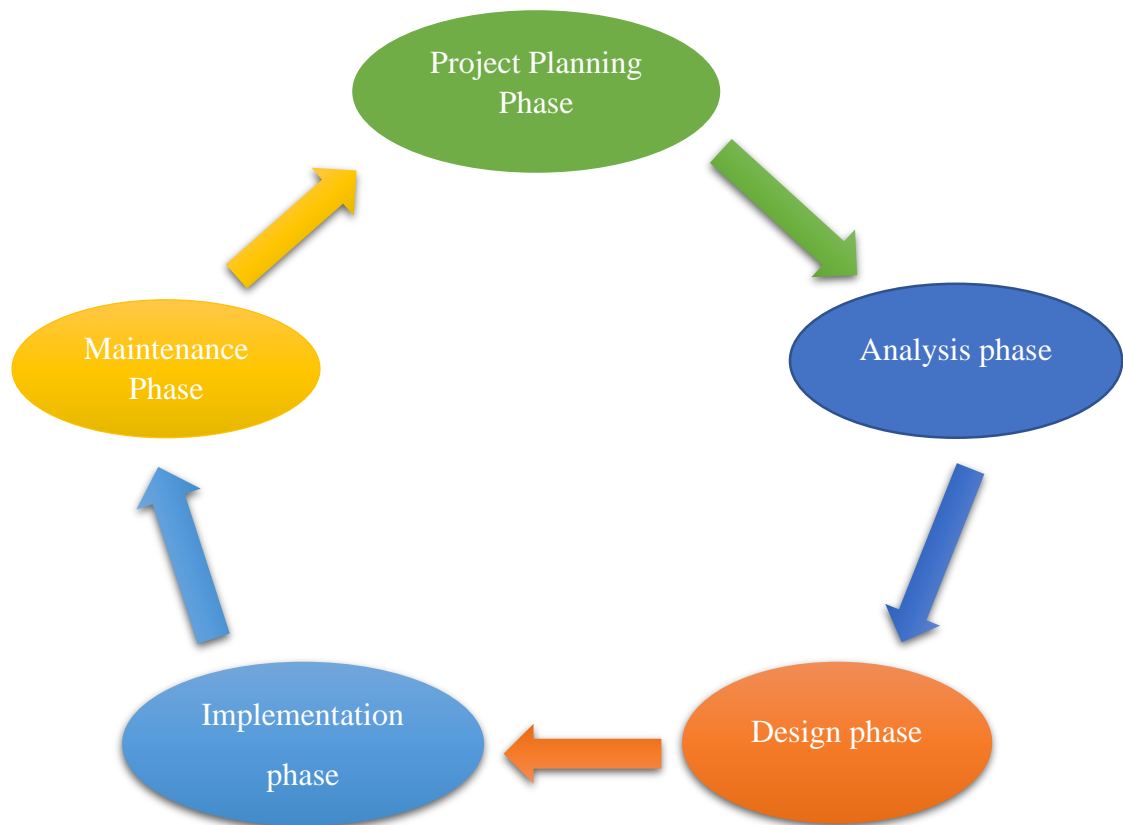 Project Planning
Phase
Analysis phase
Design phase
Implementation
phase
Maintenance
Phase